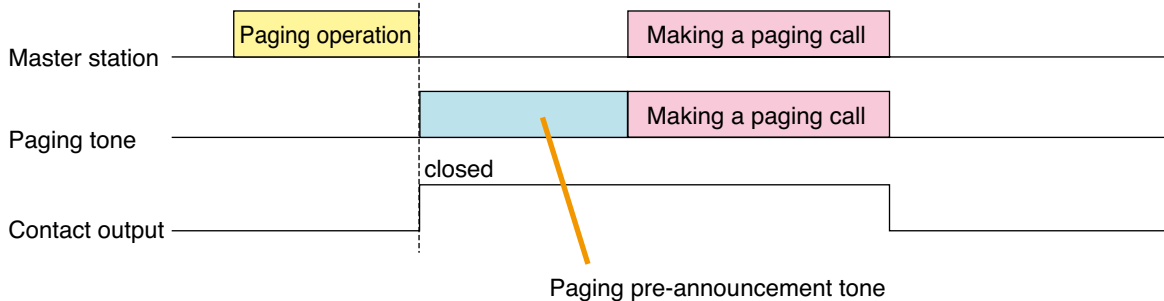 Paging operation
Making a paging call
Master station
Making a paging call
Paging tone
closed
Contact output
Paging pre-announcement tone